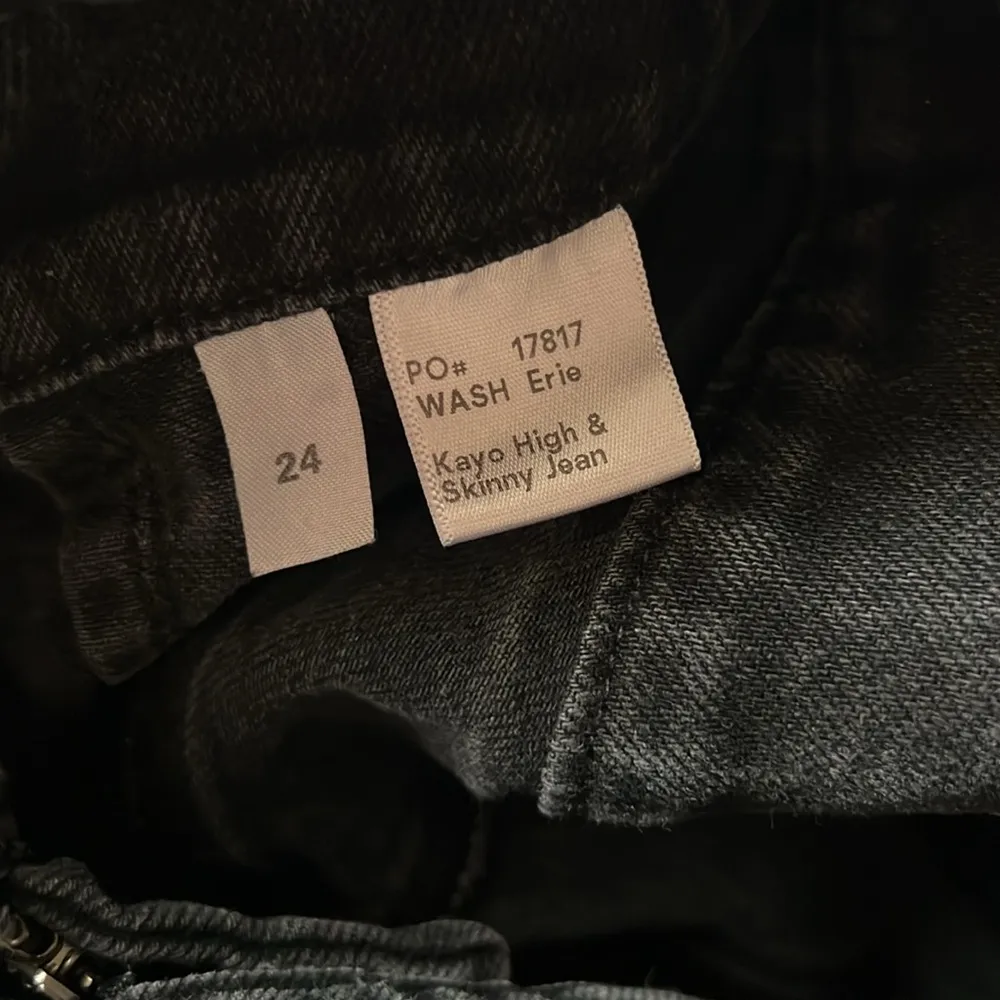 24
PO# 17817
WASH Erie
Kayo High &
Skinny Jean